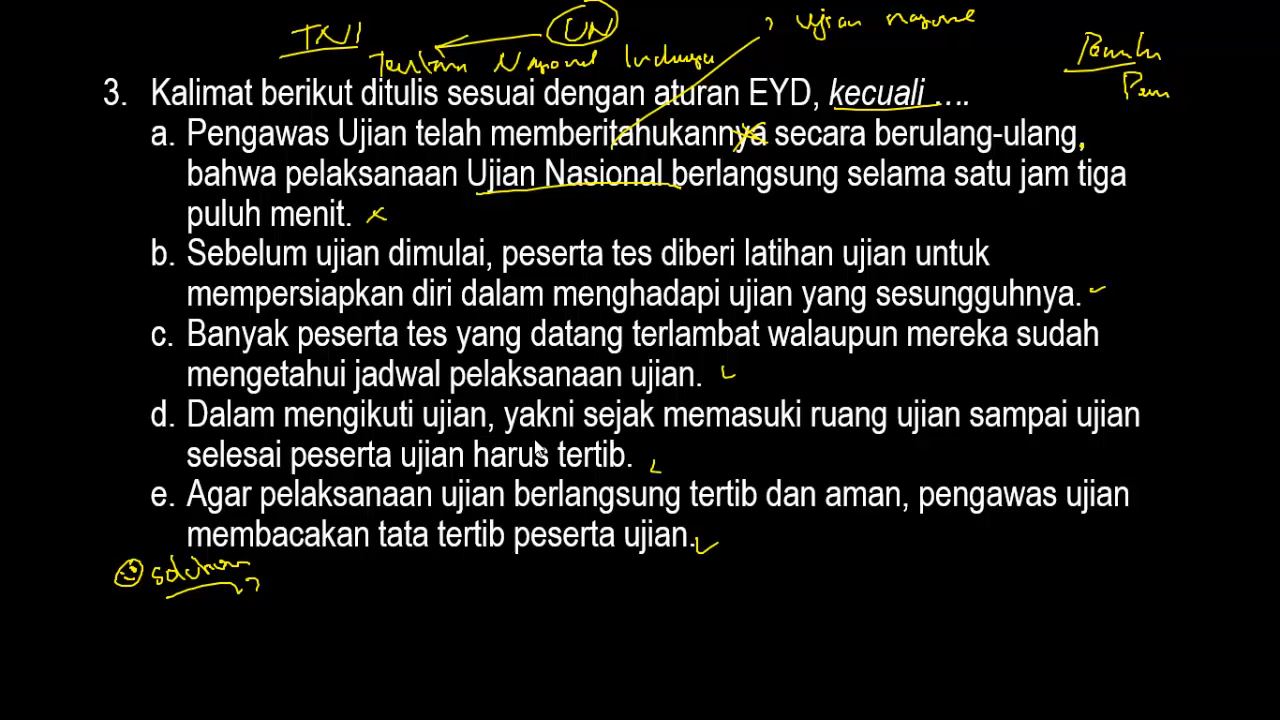 TNI
UN
ujian nasional
Tentara Nasional Indonesia
Pemilu
Pem
3. Kalimat berikut ditulis sesuai dengan aturan EYD, kecuali ....
a. Pengawas Ujian telah memberitahukannya secara berulang-ulang,
bahwa pelaksanaan Ujian Nasional berlangsung selama satu jam tiga
puluh menit.
b. Sebelum ujian dimulai, peserta tes diberi latihan ujian untuk
mempersiapkan diri dalam menghadapi ujian yang sesungguhnya.
c. Banyak peserta tes yang datang terlambat walaupun mereka sudah
mengetahui jadwal pelaksanaan ujian.
d. Dalam mengikuti ujian, yakni sejak memasuki ruang ujian sampai ujian
selesai peserta ujian harus tertib.
e. Agar pelaksanaan ujian berlangsung tertib dan aman, pengawas ujian
membacakan tata tertib peserta ujian.